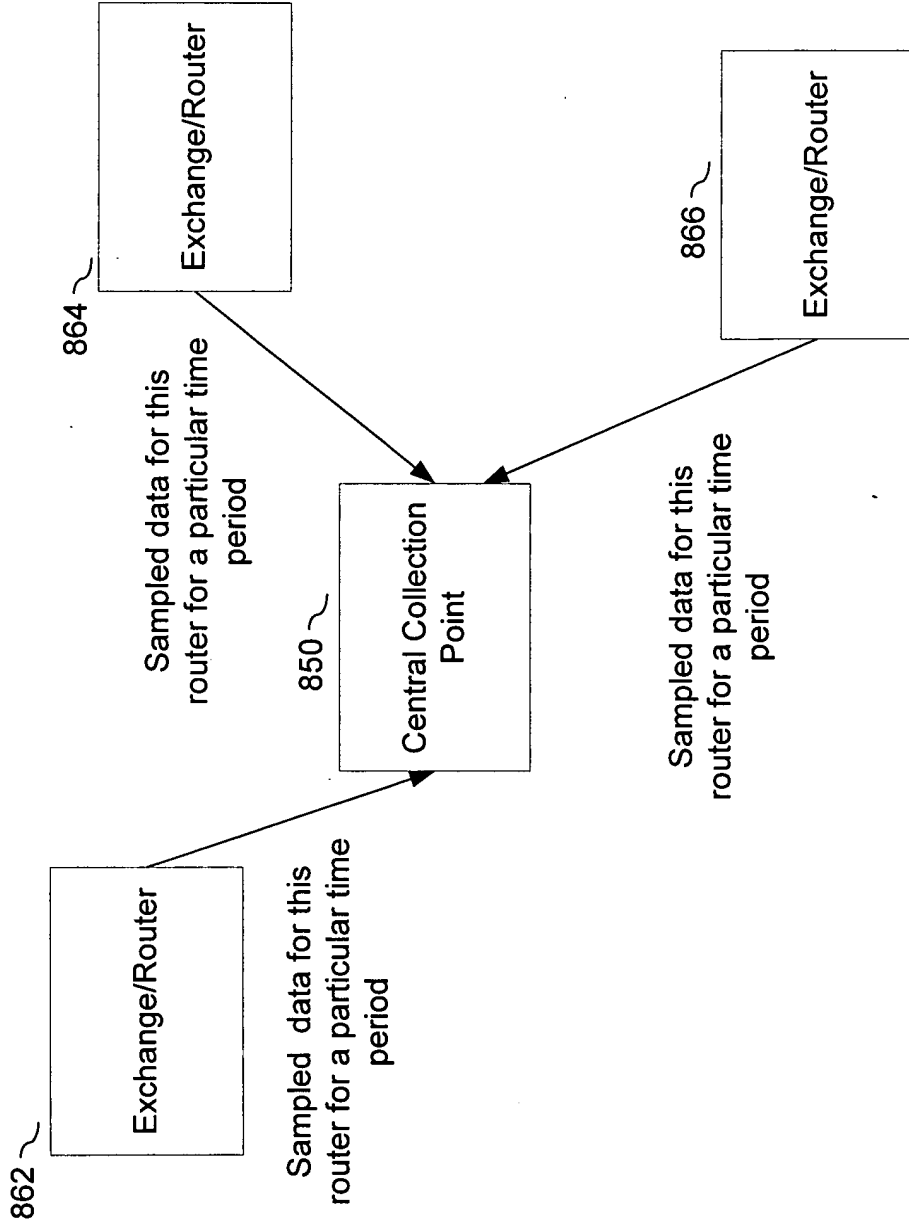 862
Exchange/Router
Sampled data for this
router for a particular time
period
864
Exchange/Router
Sampled data for this
router for a particular time
period
850
Central Collection
Point
866
Exchange/Router
Sampled data for this
router for a particular time
period